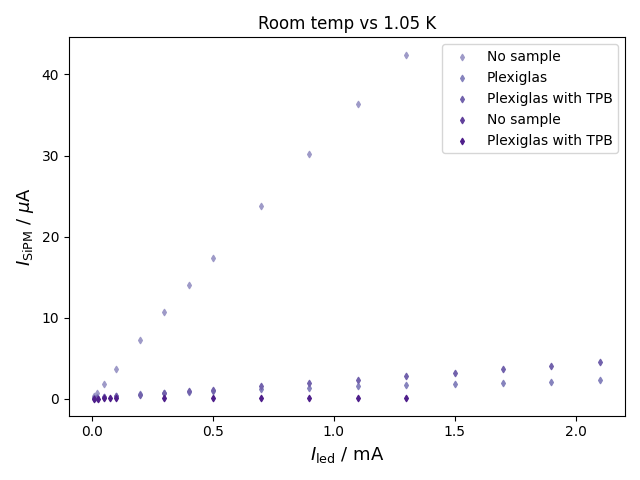 Room temp vs 1.05 K
No sample
Plexiglas
Plexiglas with TPB
No sample
Plexiglas with TPB
40
30
20
10
0
I_SiPM / μA
0.0 0.5 1.0 1.5 2.0
I_led / mA